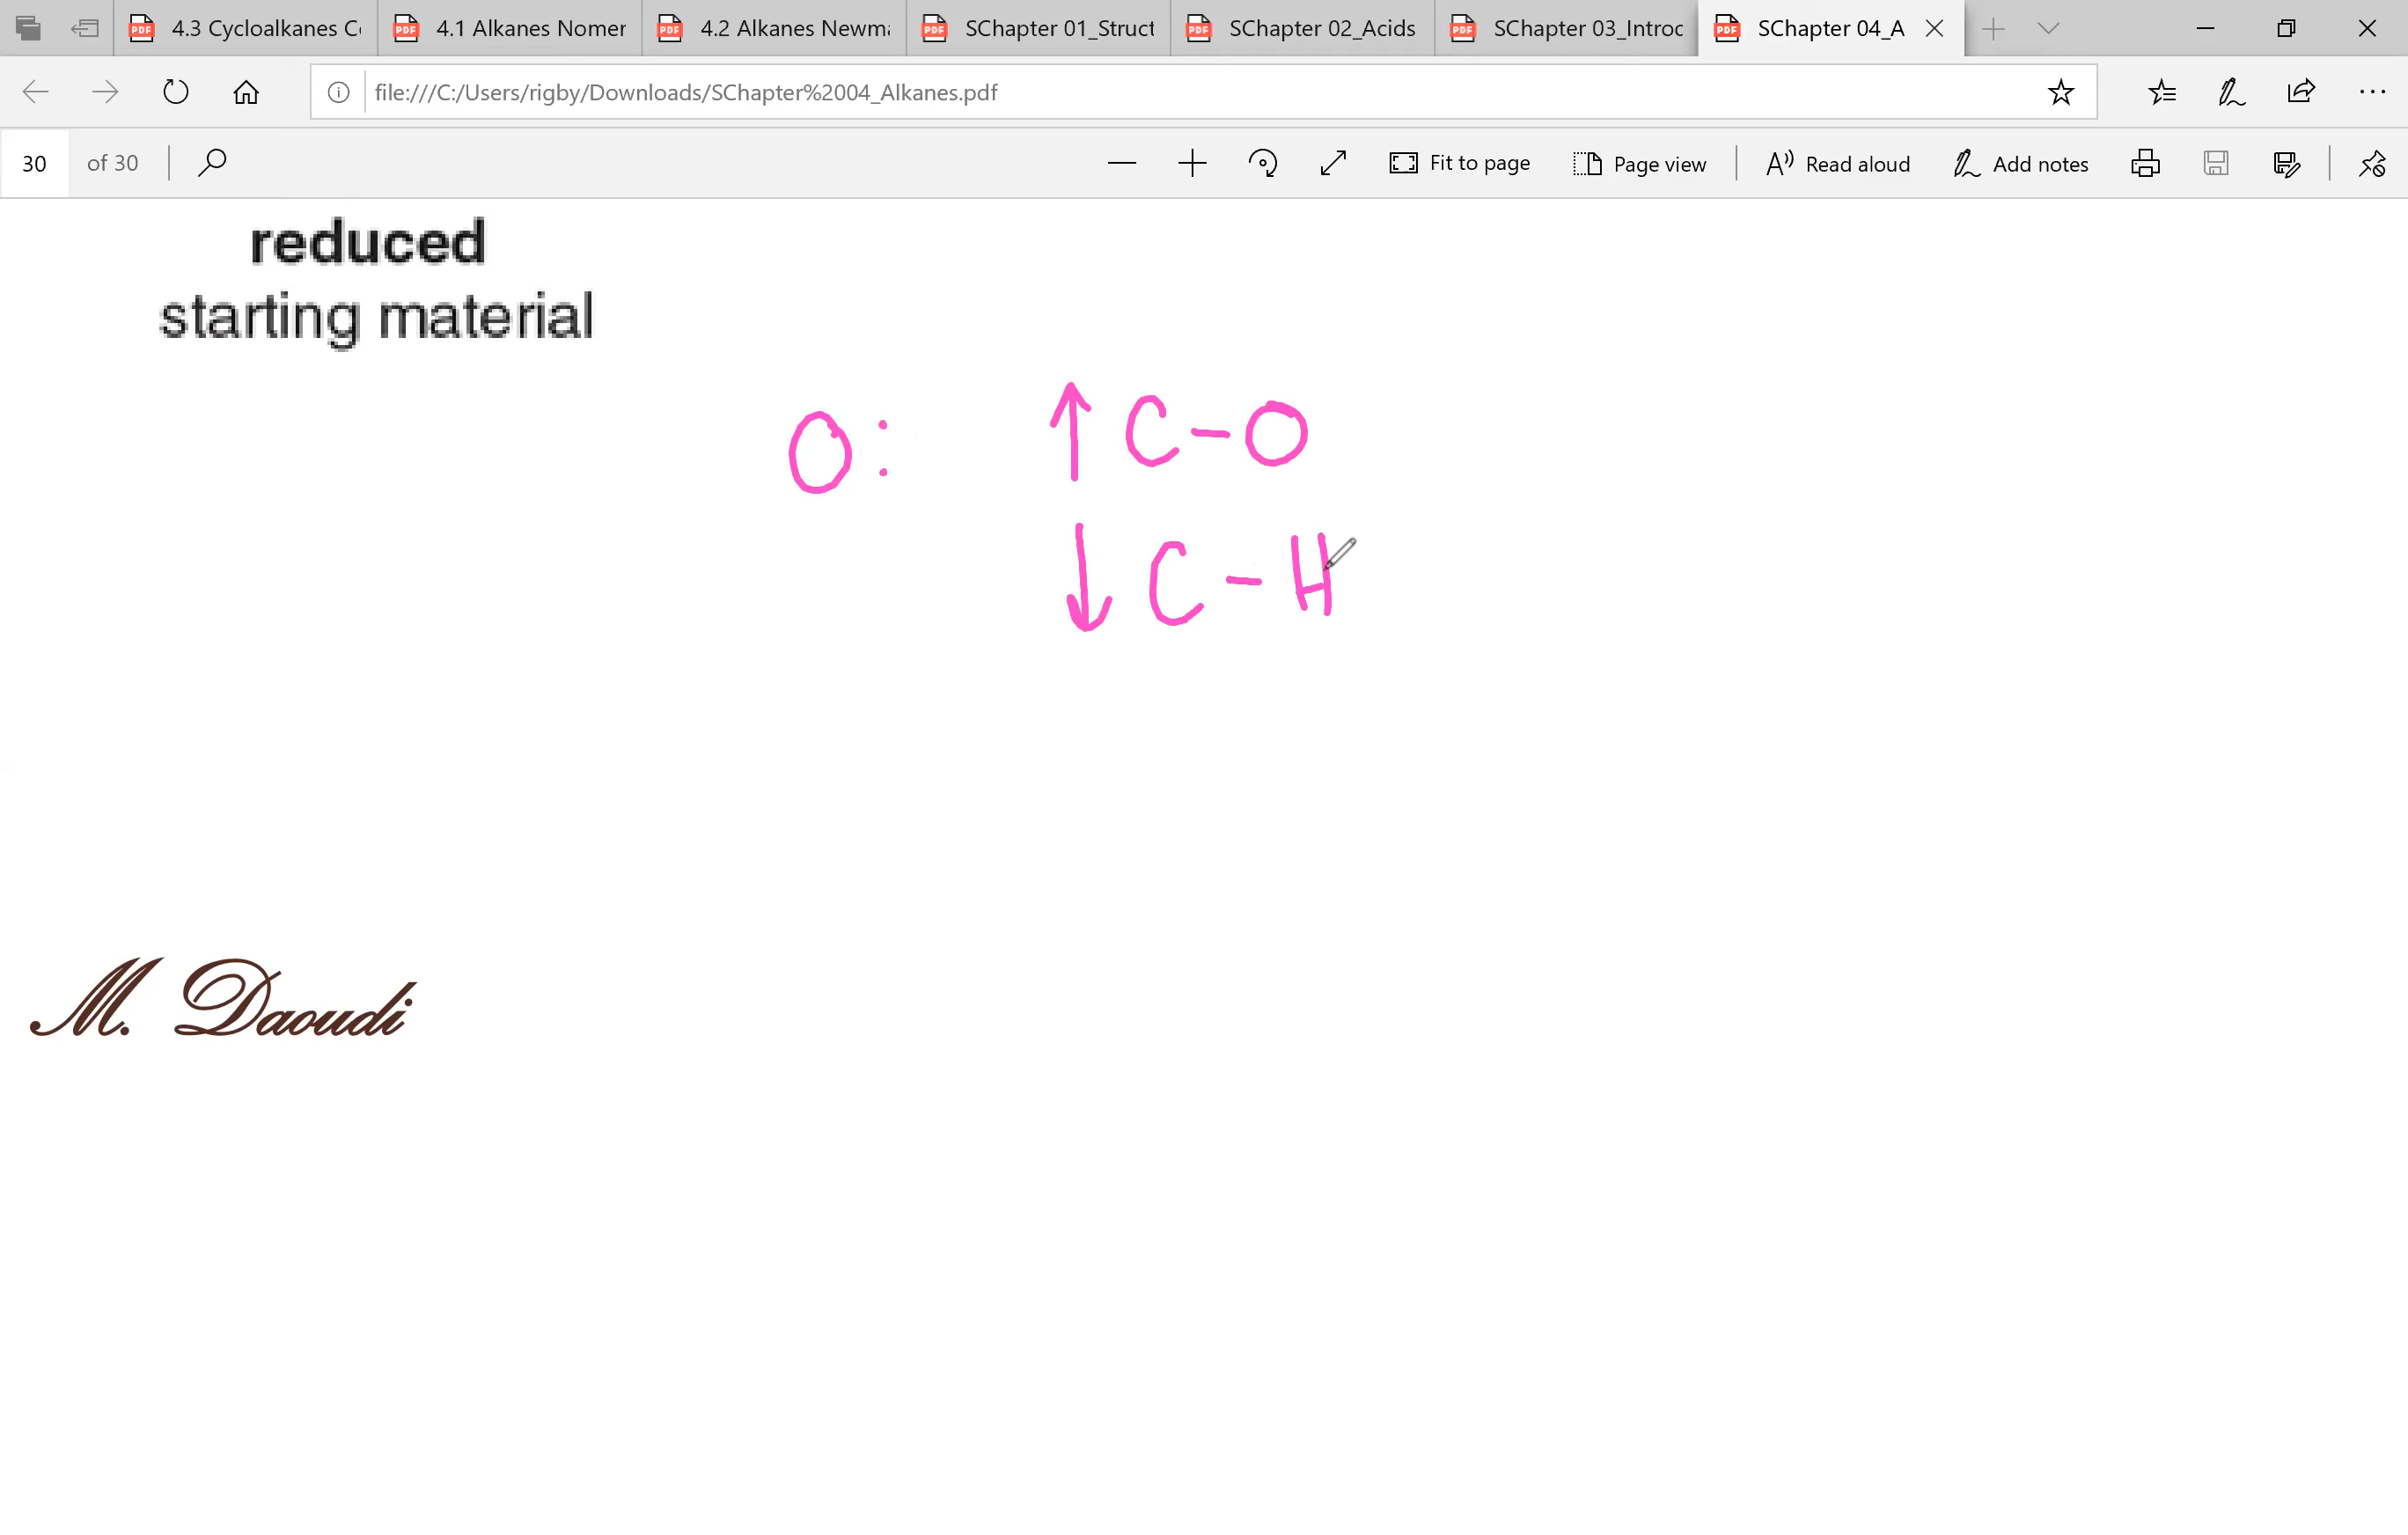 4.3 Cycloalkanes C
4.1 Alkanes Nomer
4.2 Alkanes Newm
SChapter 01_Struct
SChapter 02_Acids
SChapter 03_Introc
SChapter 04_A
file:///C:/Users/rigby/Downloads/SChapter%2004_Alkanes.pdf
30 of 30
Fit to page
Page view
Read aloud
Add notes
reduced
starting material
O: ↑ C-O
↓ C-H
M. Daoudi